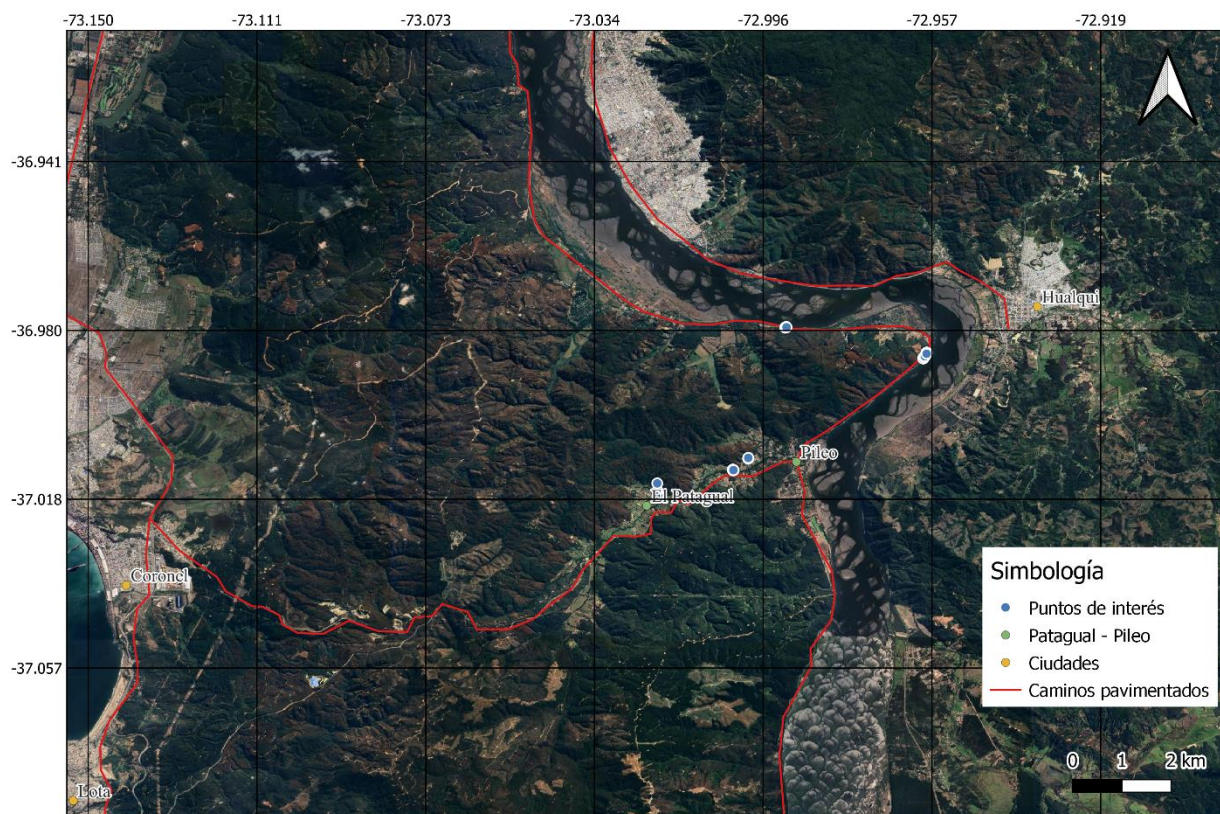 -73.150 -73.111 -73.073 -73.034 -72.996 -72.957 -72.919
-36.941
Hualqui
-36.980
Pileo
-37.018
El Patagual
Coronel
Simbología
Puntos de interés
Patagual - Pileo
-37.057
Ciudades
Caminos pavimentados
0 1 2 km
Lota